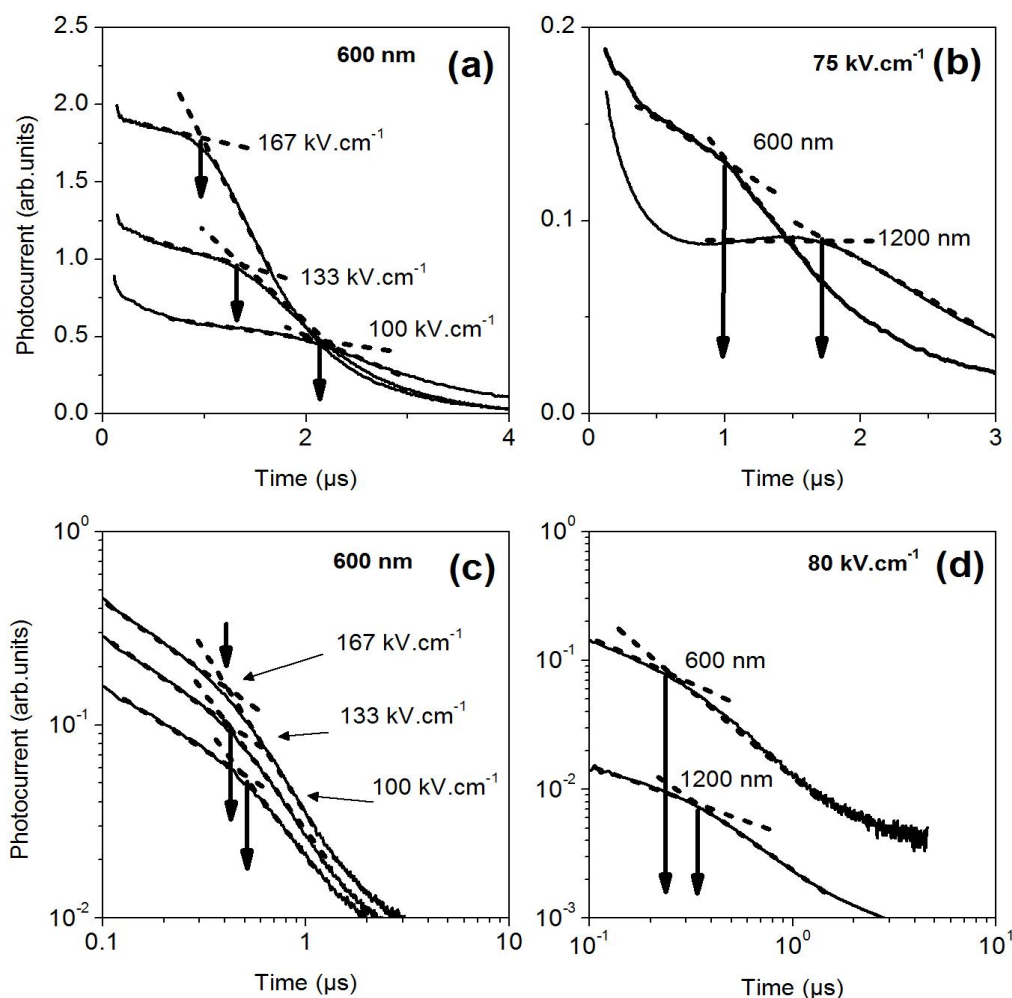 (a)
600 nm
167 kV.cm⁻¹
133 kV.cm⁻¹
100 kV.cm⁻¹
2.5
2.0
1.5
1.0
0.5
0.0
Photocurrent (arb.units)
0 2 4
Time (µs)
75 kV.cm⁻¹ (b)
600 nm
1200 nm
0.2
0.1
0.0
0 1 2 3
Time (µs)
600 nm (c)
167 kV.cm⁻¹
133 kV.cm⁻¹
100 kV.cm⁻¹
10⁰
10⁻¹
10⁻²
Photocurrent (arb.units)
0.1 1 10
Time (µs)
80 kV.cm⁻¹ (d)
600 nm
1200 nm
10⁰
10⁻¹
10⁻²
10⁻³
10⁻¹ 10⁰ 10¹
Time (µs)